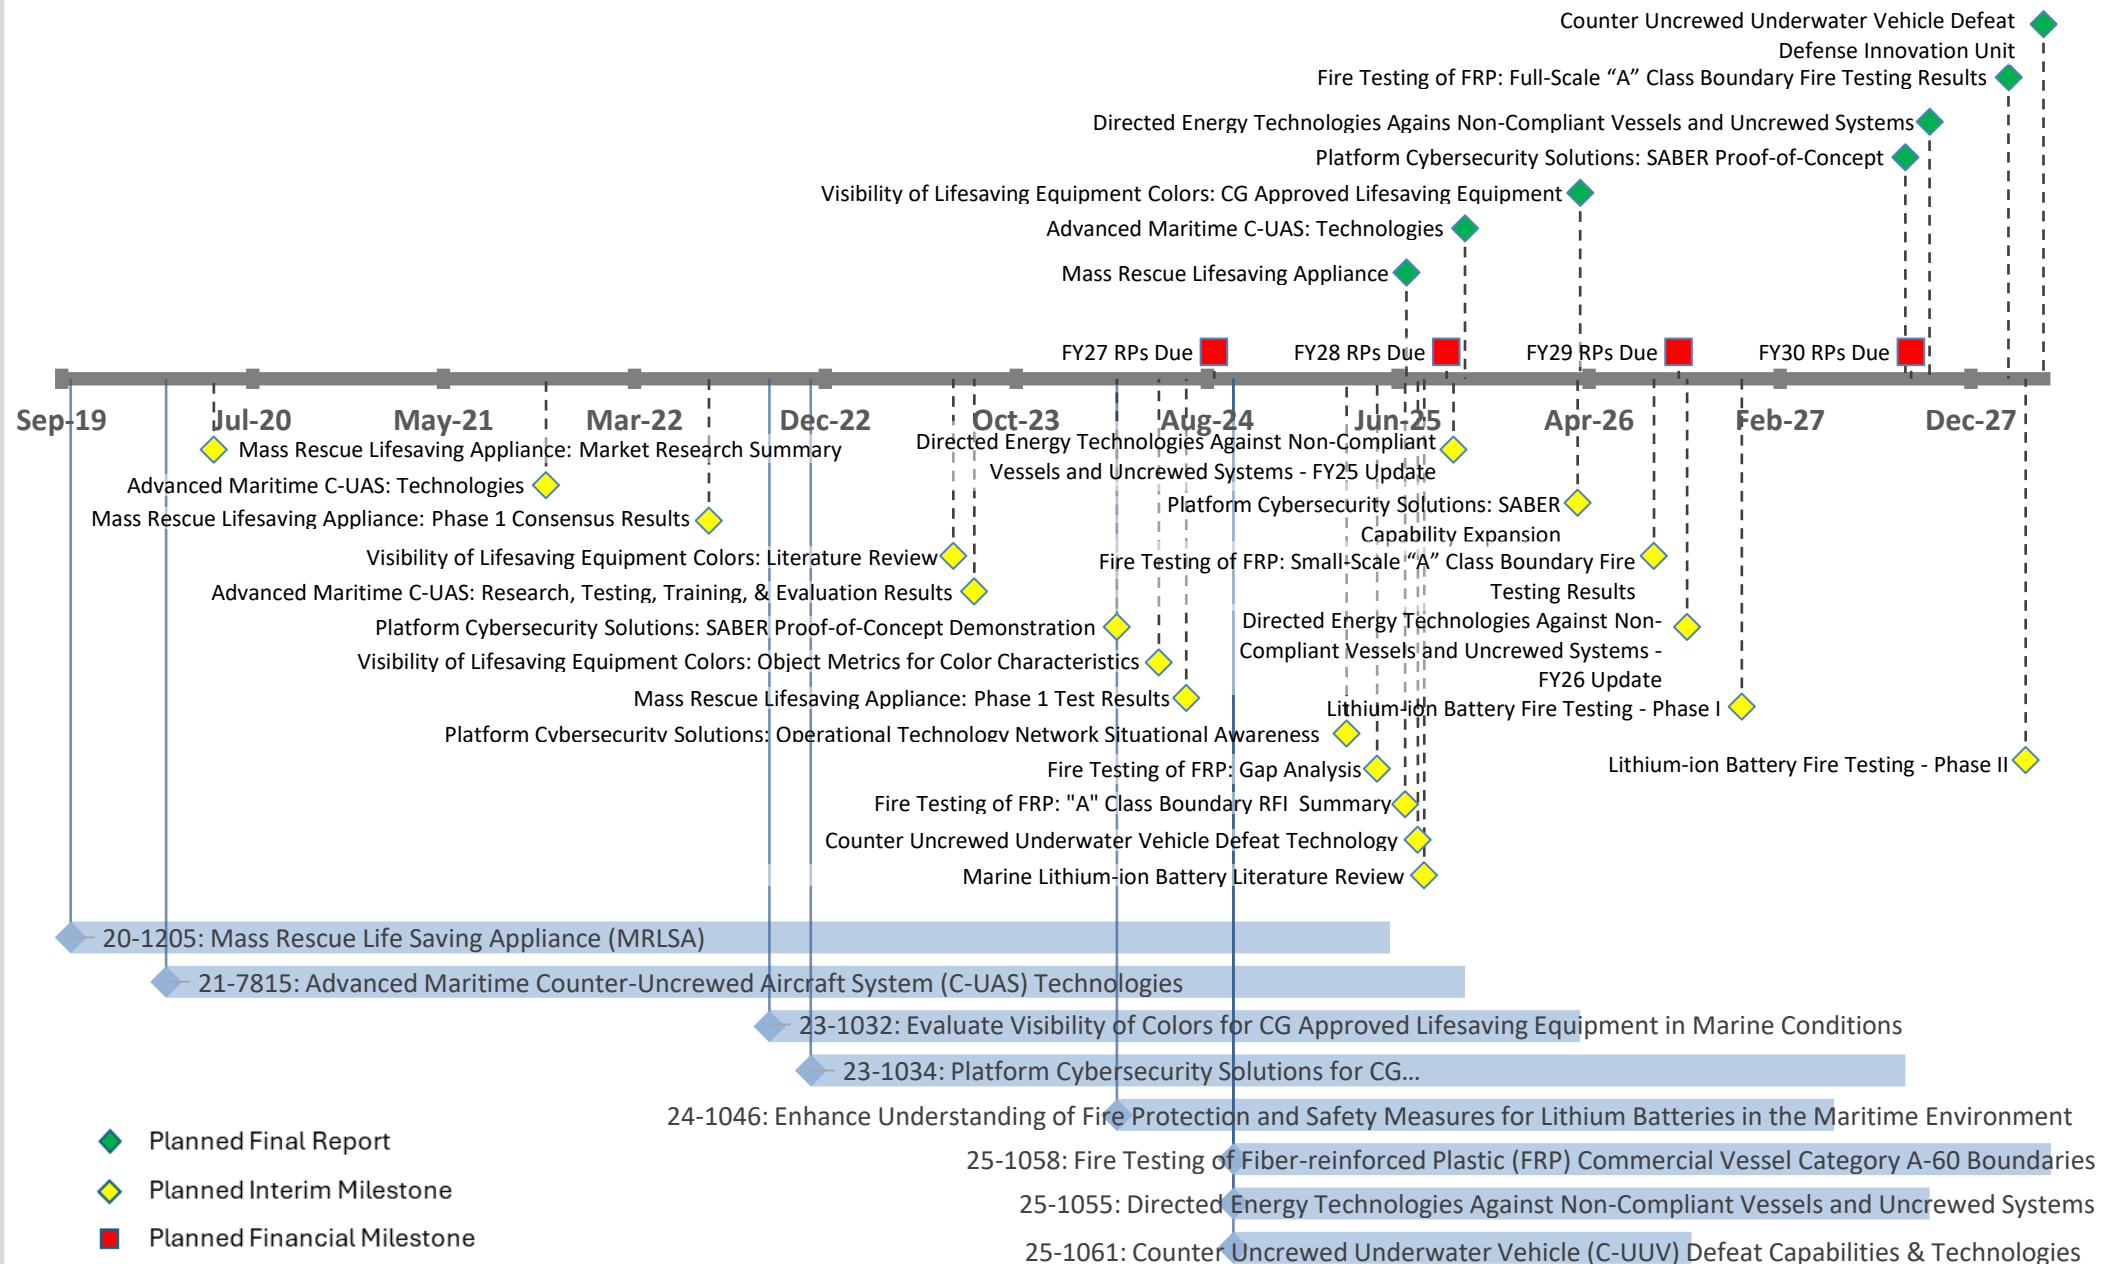 Counter Uncrewed Underwater Vehicle Defeat
Defense Innovation Unit
Fire Testing of FRP: Full-Scale “A” Class Boundary Fire Testing Results
Directed Energy Technologies Agains Non-Compliant Vessels and Uncrewed Systems
Platform Cybersecurity Solutions: SABER Proof-of-Concept
Visibility of Lifesaving Equipment Colors: CG Approved Lifesaving Equipment
Advanced Maritime C-UAS: Technologies
Mass Rescue Lifesaving Appliance
FY27 RPs Due
FY28 RPs Due
FY29 RPs Due
FY30 RPs Due
Sep-19
Jul-20
May-21
Mar-22
Dec-22
Oct-23
Aug-24
Jun-25
Apr-26
Feb-27
Dec-27
Mass Rescue Lifesaving Appliance: Market Research Summary
Advanced Maritime C-UAS: Technologies
Mass Rescue Lifesaving Appliance: Phase 1 Consensus Results
Visibility of Lifesaving Equipment Colors: Literature Review
Advanced Maritime C-UAS: Research, Testing, Training, & Evaluation Results
Platform Cybersecurity Solutions: SABER Proof-of-Concept Demonstration
Visibility of Lifesaving Equipment Colors: Object Metrics for Color Characteristics
Mass Rescue Lifesaving Appliance: Phase 1 Test Results
Platform Cybersecurity Solutions: Operational Technology Network Situational Awareness
Fire Testing of FRP: Gap Analysis
Fire Testing of FRP: "A" Class Boundary RFI Summary
Counter Uncrewed Underwater Vehicle Defeat Technology
Marine Lithium-ion Battery Literature Review
Directed Energy Technologies Against Non-Compliant
Vessels and Uncrewed Systems - FY25 Update
Platform Cybersecurity Solutions: SABER
Capability Expansion
Fire Testing of FRP: Small-Scale “A” Class Boundary Fire
Testing Results
Directed Energy Technologies Against Non-
Compliant Vessels and Uncrewed Systems -
FY26 Update
Lithium-ion Battery Fire Testing - Phase I
Lithium-ion Battery Fire Testing - Phase II
20-1205: Mass Rescue Life Saving Appliance (MRLSA)
21-7815: Advanced Maritime Counter-Uncrewed Aircraft System (C-UAS) Technologies
23-1032: Evaluate Visibility of Colors for CG Approved Lifesaving Equipment in Marine Conditions
23-1034: Platform Cybersecurity Solutions for CG...
24-1046: Enhance Understanding of Fire Protection and Safety Measures for Lithium Batteries in the Maritime Environment
25-1058: Fire Testing of Fiber-reinforced Plastic (FRP) Commercial Vessel Category A-60 Boundaries
25-1055: Directed Energy Technologies Against Non-Compliant Vessels and Uncrewed Systems
25-1061: Counter Uncrewed Underwater Vehicle (C-UUV) Defeat Capabilities & Technologies
Planned Final Report
Planned Interim Milestone
Planned Financial Milestone